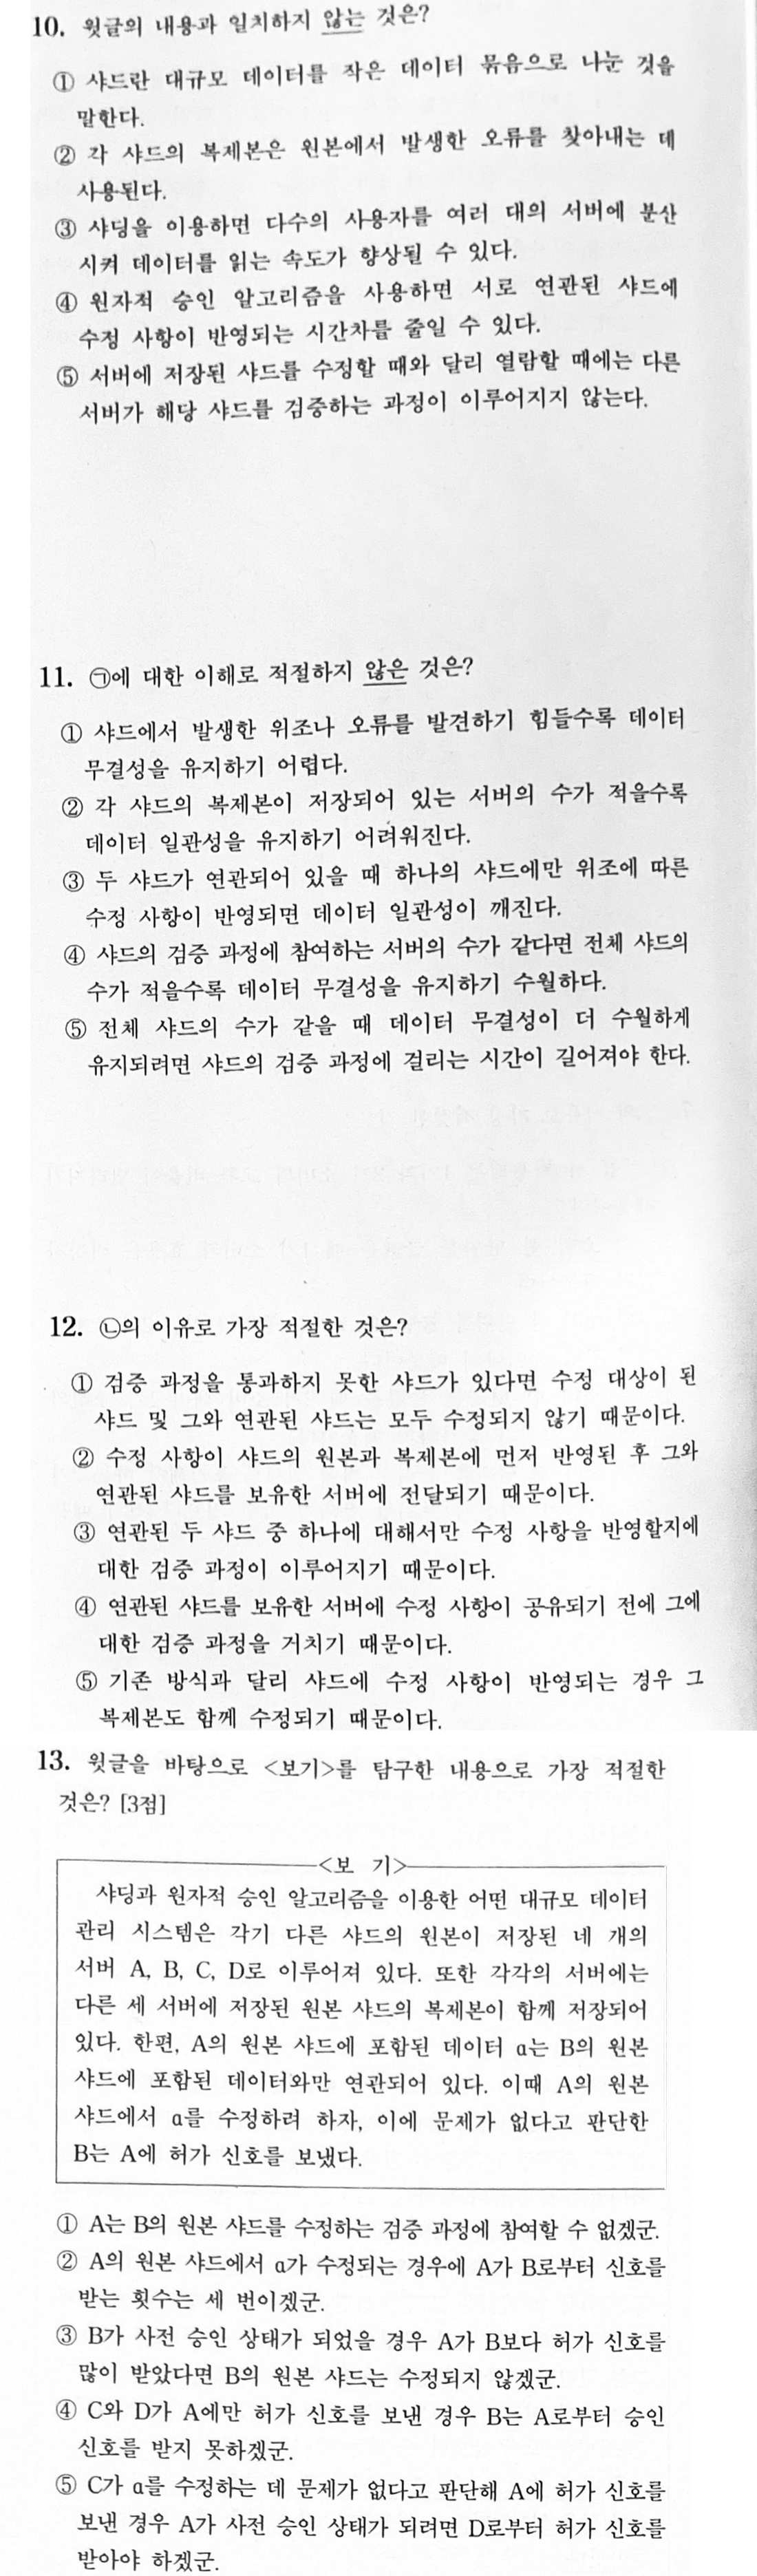 10. 윗글의 내용과 일치하지 않는 것은?
① 샤드란 대규모 데이터를 작은 데이터 묶음으로 나눈 것을
말한다.
② 각 샤드의 복제본은 원본에서 발생한 오류를 찾아내는 데
사용된다.
③ 샤딩을 이용하면 다수의 사용자를 여러 대의 서버에 분산
시켜 데이터를 읽는 속도가 향상될 수 있다.
④ 원자적 승인 알고리즘을 사용하면 서로 연관된 샤드에
수정 사항이 반영되는 시간차를 줄일 수 있다.
⑤ 서버에 저장된 샤드를 수정할 때와 달리 열람할 때에는 다른
서버가 해당 샤드를 검증하는 과정이 이루어지지 않는다.
11. ㉠에 대한 이해로 적절하지 않은 것은?
① 샤드에서 발생한 위조나 오류를 발견하기 힘들수록 데이터
무결성을 유지하기 어렵다.
② 각 샤드의 복제본이 저장되어 있는 서버의 수가 적을수록
데이터 일관성을 유지하기 어려워진다.
③ 두 샤드가 연관되어 있을 때 하나의 샤드에만 위조에 따른
수정 사항이 반영되면 데이터 일관성이 깨진다.
④ 샤드의 검증 과정에 참여하는 서버의 수가 같다면 전체 샤드의
수가 적을수록 데이터 무결성을 유지하기 수월하다.
⑤ 전체 샤드의 수가 같을 때 데이터 무결성이 더 수월하게
유지되려면 샤드의 검증 과정에 걸리는 시간이 길어져야 한다.
12. ㉡의 이유로 가장 적절한 것은?
① 검증 과정을 통과하지 못한 샤드가 있다면 수정 대상이 된
샤드 및 그와 연관된 샤드는 모두 수정되지 않기 때문이다.
② 수정 사항이 샤드의 원본과 복제본에 먼저 반영된 후 그와
연관된 샤드를 보유한 서버에 전달되기 때문이다.
③ 연관된 두 샤드 중 하나에 대해서만 수정 사항을 반영할지에
대한 검증 과정이 이루어지기 때문이다.
④ 연관된 샤드를 보유한 서버에 수정 사항이 공유되기 전에 그에
대한 검증 과정을 거치기 때문이다.
⑤ 기존 방식과 달리 샤드에 수정 사항이 반영되는 경우 그
복제본도 함께 수정되기 때문이다.
13. 윗글을 바탕으로 <보기>를 탐구한 내용으로 가장 적절한
것은? [3점]
<보 기>
샤딩과 원자적 승인 알고리즘을 이용한 어떤 대규모 데이터
관리 시스템은 각기 다른 샤드의 원본이 저장된 네 개의
서버 A, B, C, D로 이루어져 있다. 또한 각각의 서버에는
다른 세 서버에 저장된 원본 샤드의 복제본이 함께 저장되어
있다. 한편, A의 원본 샤드에 포함된 데이터 α는 B의 원본
샤드에 포함된 데이터와만 연관되어 있다. 이때 A의 원본
샤드에서 α를 수정하려 하자, 이에 문제가 없다고 판단한
B는 A에 허가 신호를 보냈다.
① A는 B의 원본 샤드를 수정하는 검증 과정에 참여할 수 없겠군.
② A의 원본 샤드에서 α가 수정되는 경우에 A가 B로부터 신호를
받는 횟수는 세 번이겠군.
③ B가 사전 승인 상태가 되었을 경우 A가 B보다 허가 신호를
많이 받았다면 B의 원본 샤드는 수정되지 않겠군.
④ C와 D가 A에만 허가 신호를 보낸 경우 B는 A로부터 승인
신호를 받지 못하겠군.
⑤ C가 α를 수정하는 데 문제가 없다고 판단해 A에 허가 신호를
보낸 경우 A가 사전 승인 상태가 되려면 D로부터 허가 신호를
받아야 하겠군.